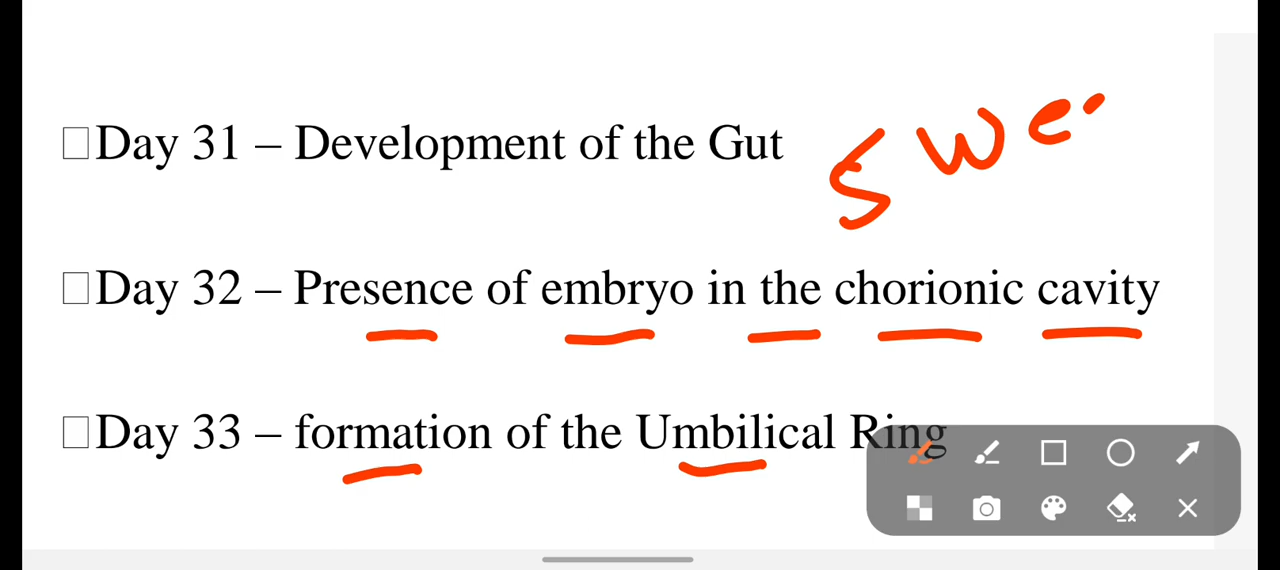 Day 31 – Development of the Gut
5 we.
Day 32 – Presence of embryo in the chorionic cavity
Day 33 – formation of the Umbilical Ring